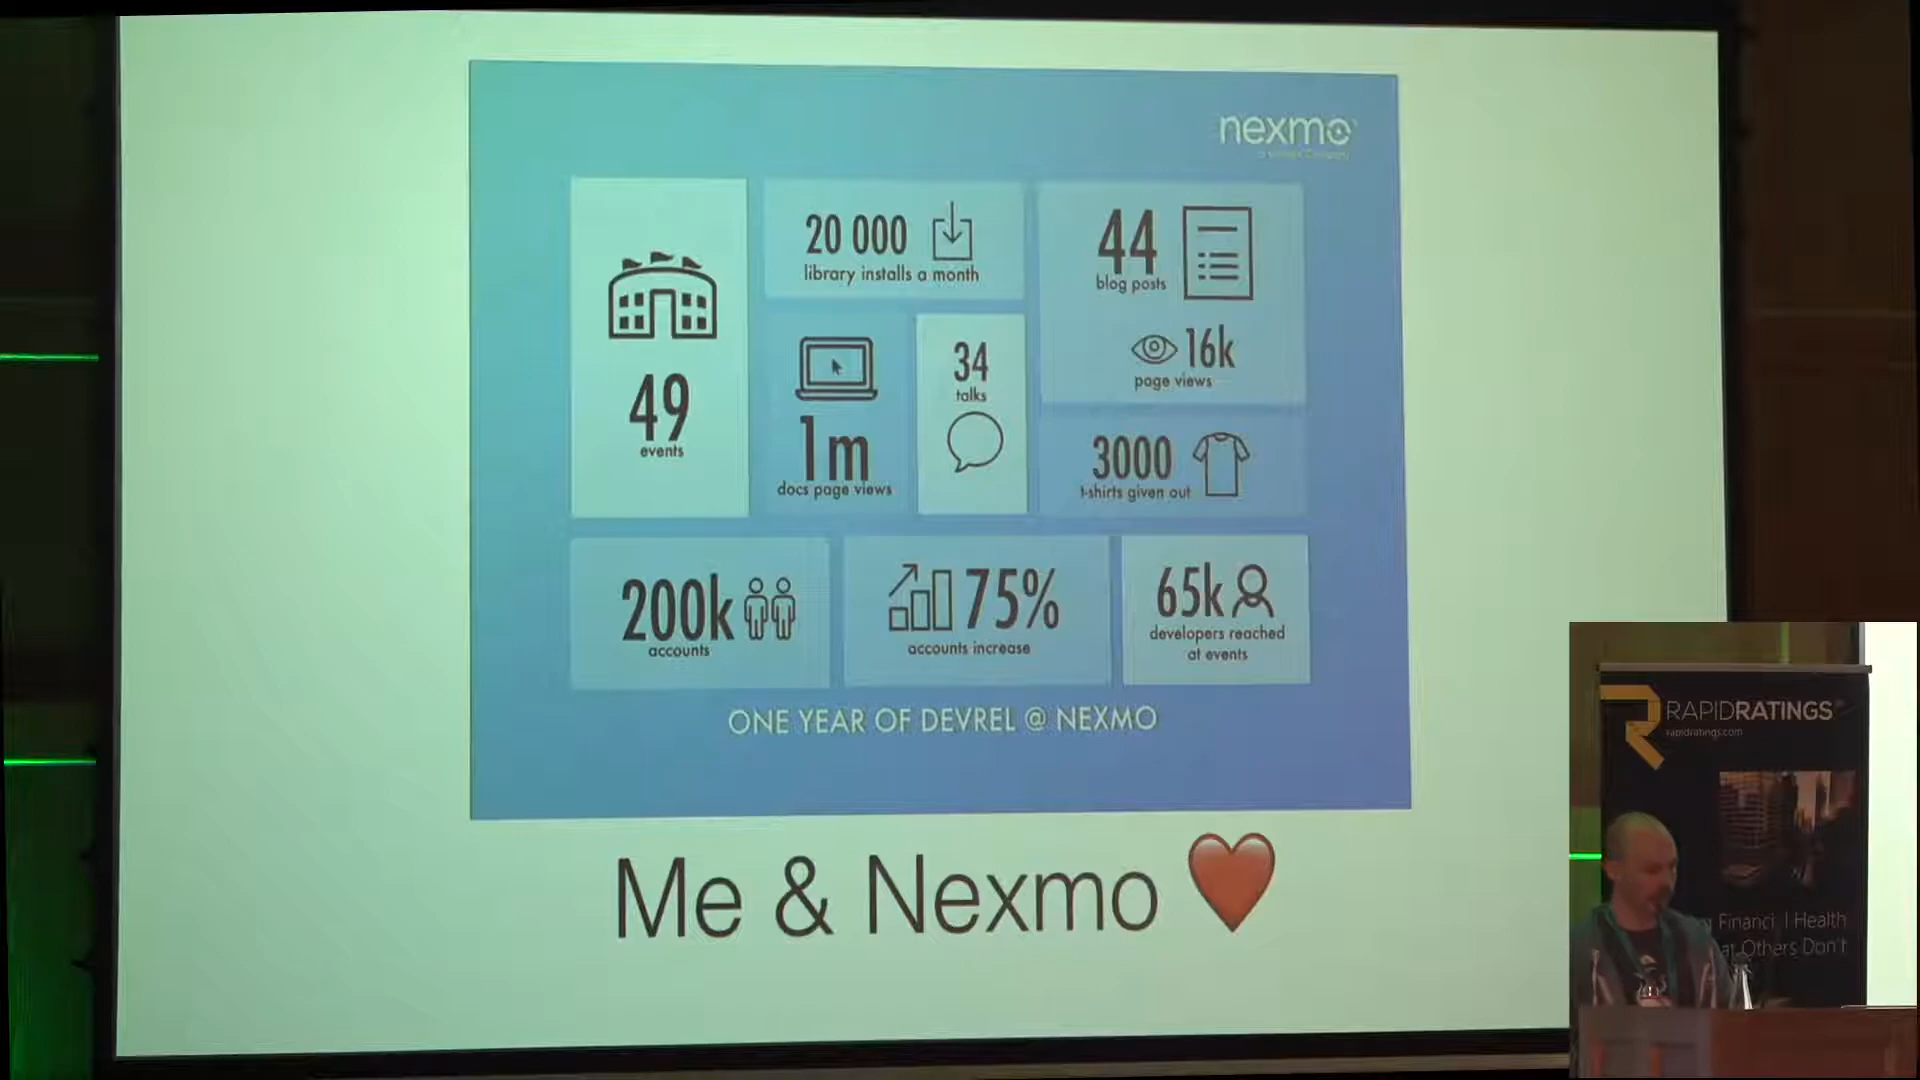 nexmo
49
events
20 000
library installs a month
1m
docs page views
34
talks
44
blog posts
16k
page views
3000
t-shirts given out
200k
accounts
75%
accounts increase
65k
developers reached
at events
ONE YEAR OF DEVREL @ NEXMO
Me & Nexmo
RAPIDRATINGS
rapidratings.com
Health
Others Don't